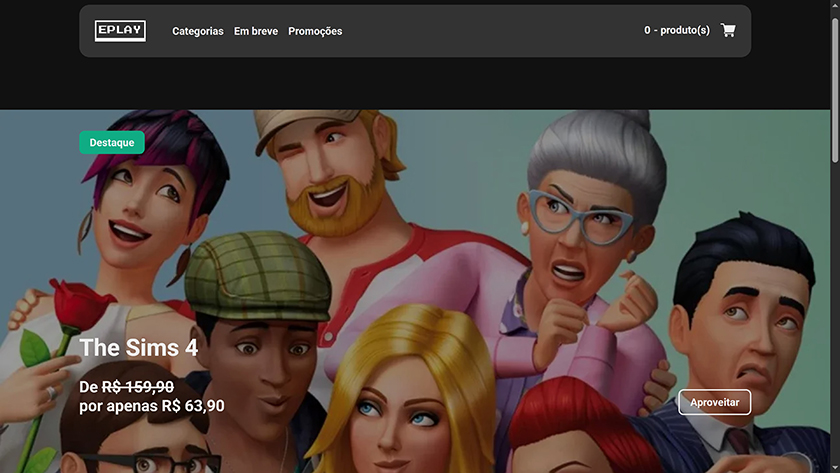 EPLAY
Categorias Em breve Promoções
0 - produto(s)
Destaque
The Sims 4
De R$ 159,90
por apenas R$ 63,90
Aproveitar